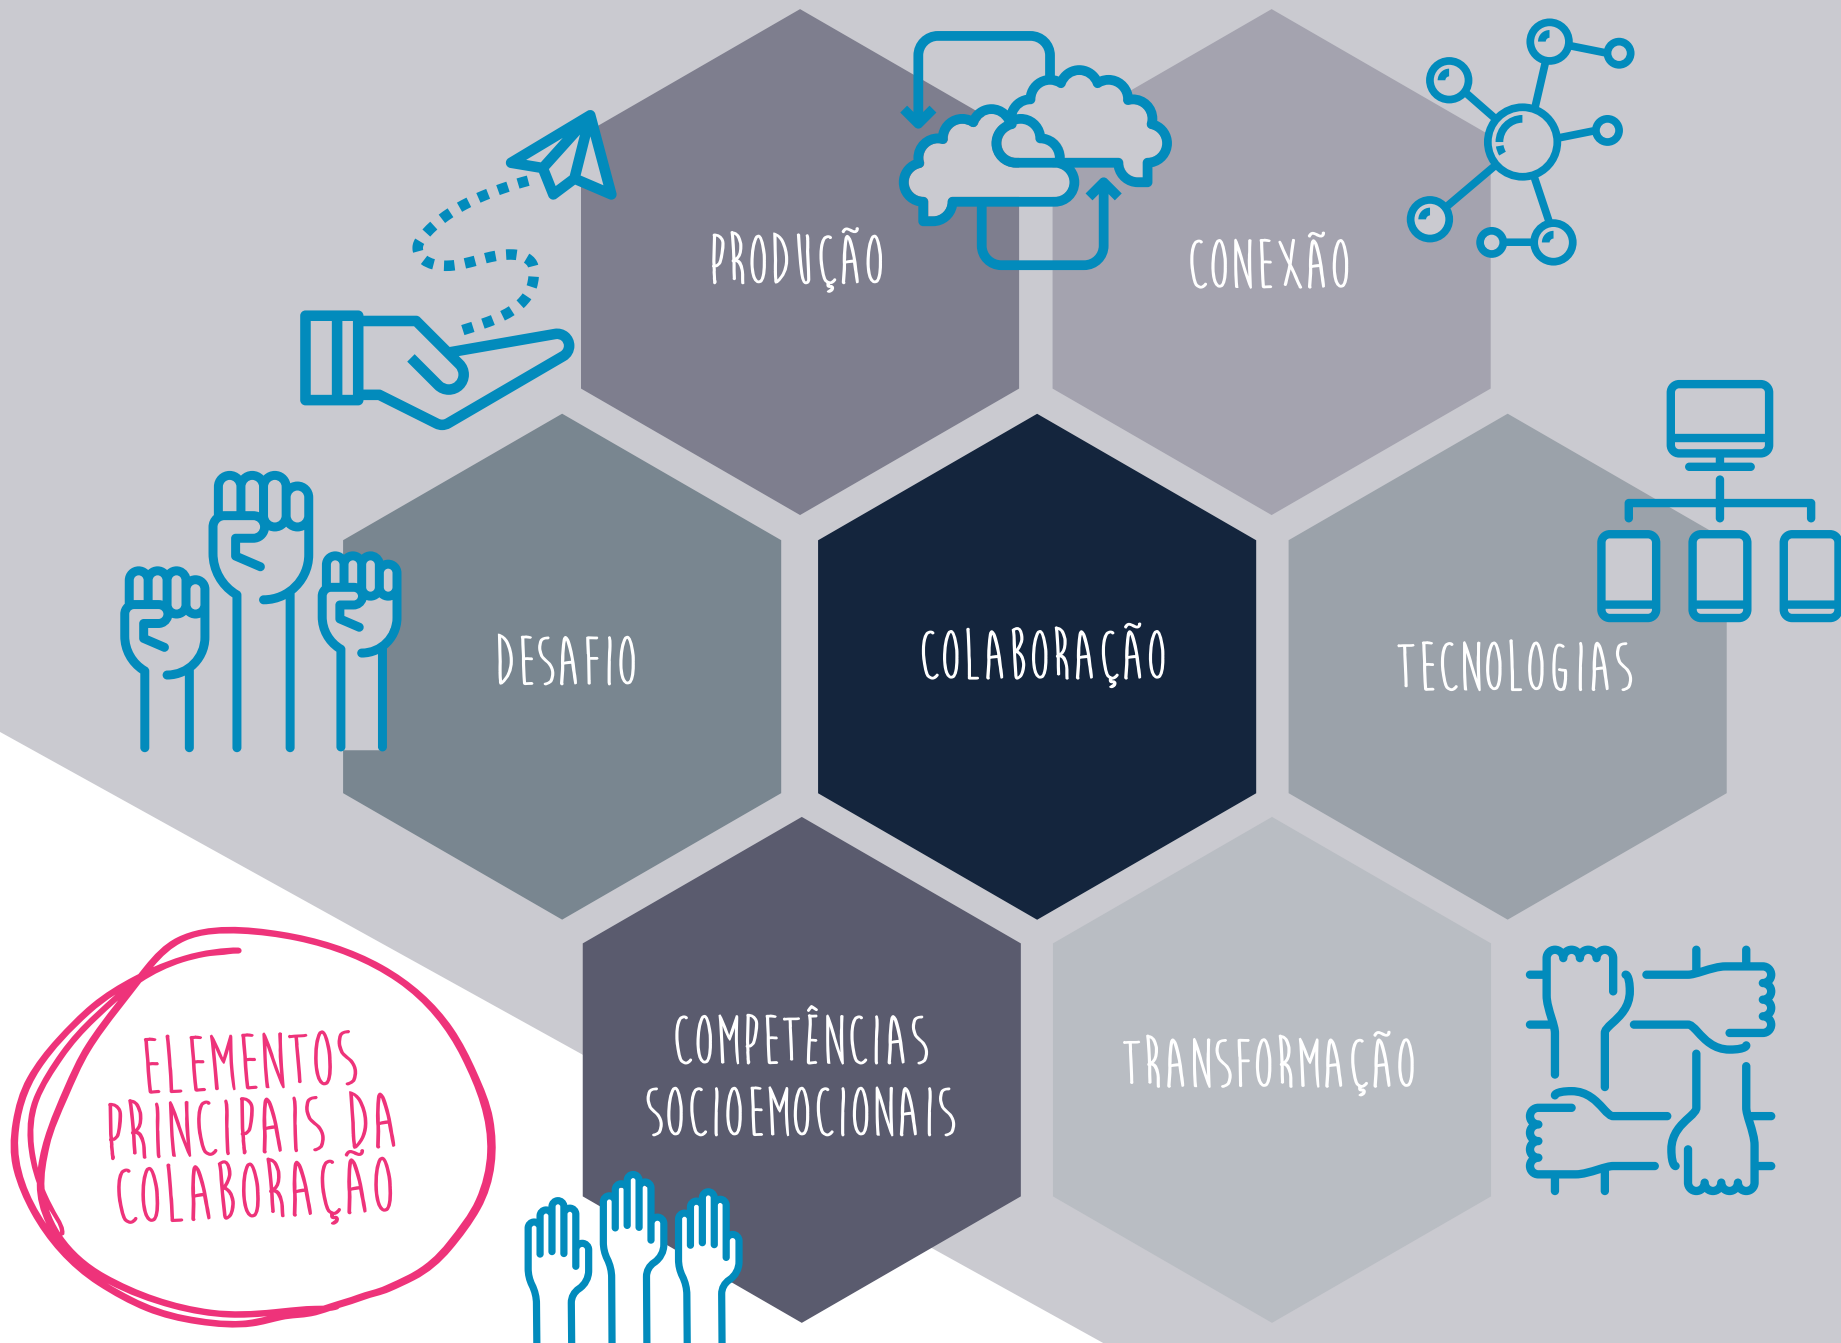 PRODUÇÃO
CONEXÃO
DESAFIO
COLABORAÇÃO
TECNOLOGIAS
COMPETÊNCIAS
SOCIOEMOCIONAIS
TRANSFORMAÇÃO
ELEMENTOS
PRINCIPAIS DA
COLABORAÇÃO